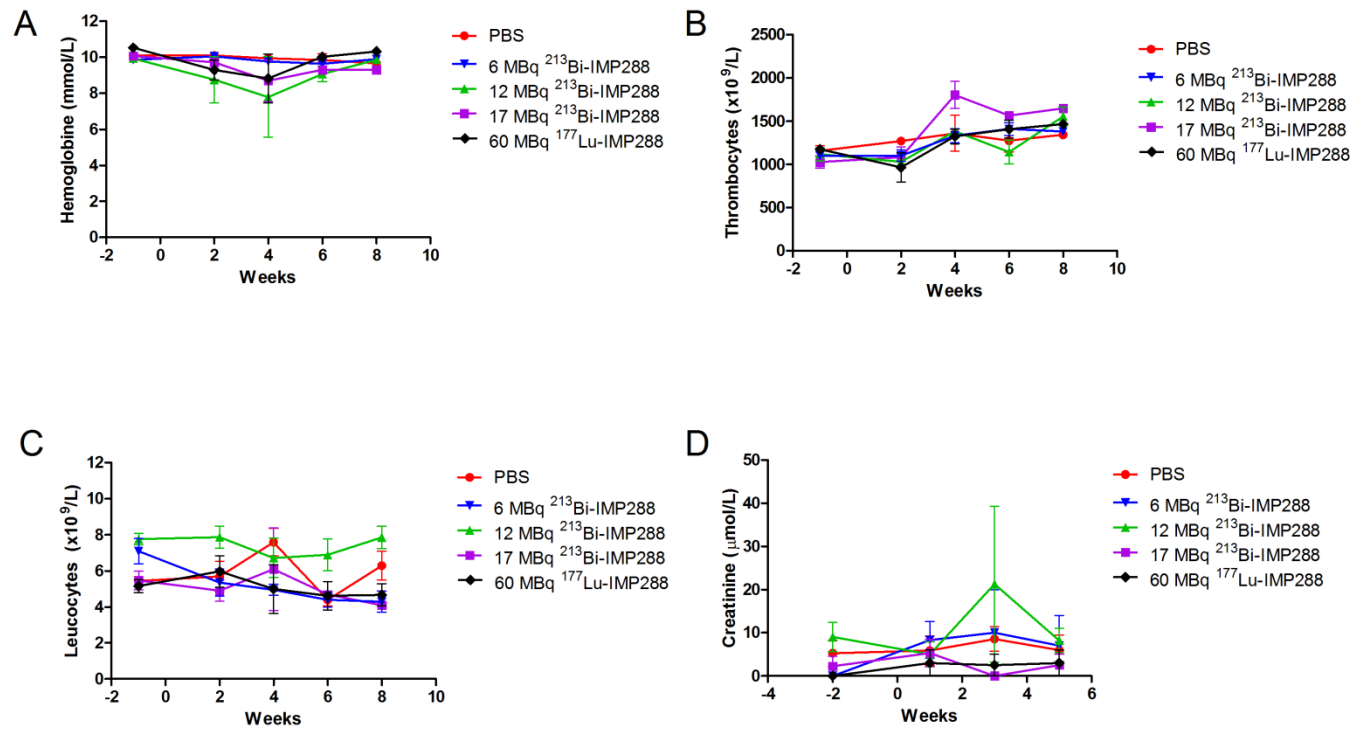 A
Hemoglobine (mmol/L)
12
10
8
6
4
2
0
-2 0 2 4 6 8 10
Weeks
PBS
6 MBq ²¹³Bi-IMP288
12 MBq ²¹³Bi-IMP288
17 MBq ²¹³Bi-IMP288
60 MBq ¹⁷⁷Lu-IMP288
B
Thrombocytes (x10⁹/L)
2500
2000
1500
1000
500
0
-2 0 2 4 6 8 10
Weeks
PBS
6 MBq ²¹³Bi-IMP288
12 MBq ²¹³Bi-IMP288
17 MBq ²¹³Bi-IMP288
60 MBq ¹⁷⁷Lu-IMP288
C
Leucocytes (x10⁹/L)
12
10
8
6
4
2
0
-2 0 2 4 6 8 10
Weeks
PBS
6 MBq ²¹³Bi-IMP288
12 MBq ²¹³Bi-IMP288
17 MBq ²¹³Bi-IMP288
60 MBq ¹⁷⁷Lu-IMP288
D
Creatinine (μmol/L)
50
40
30
20
10
0
-4 -2 0 2 4 6
Weeks
PBS
6 MBq ²¹³Bi-IMP288
12 MBq ²¹³Bi-IMP288
17 MBq ²¹³Bi-IMP288
60 MBq ¹⁷⁷Lu-IMP288